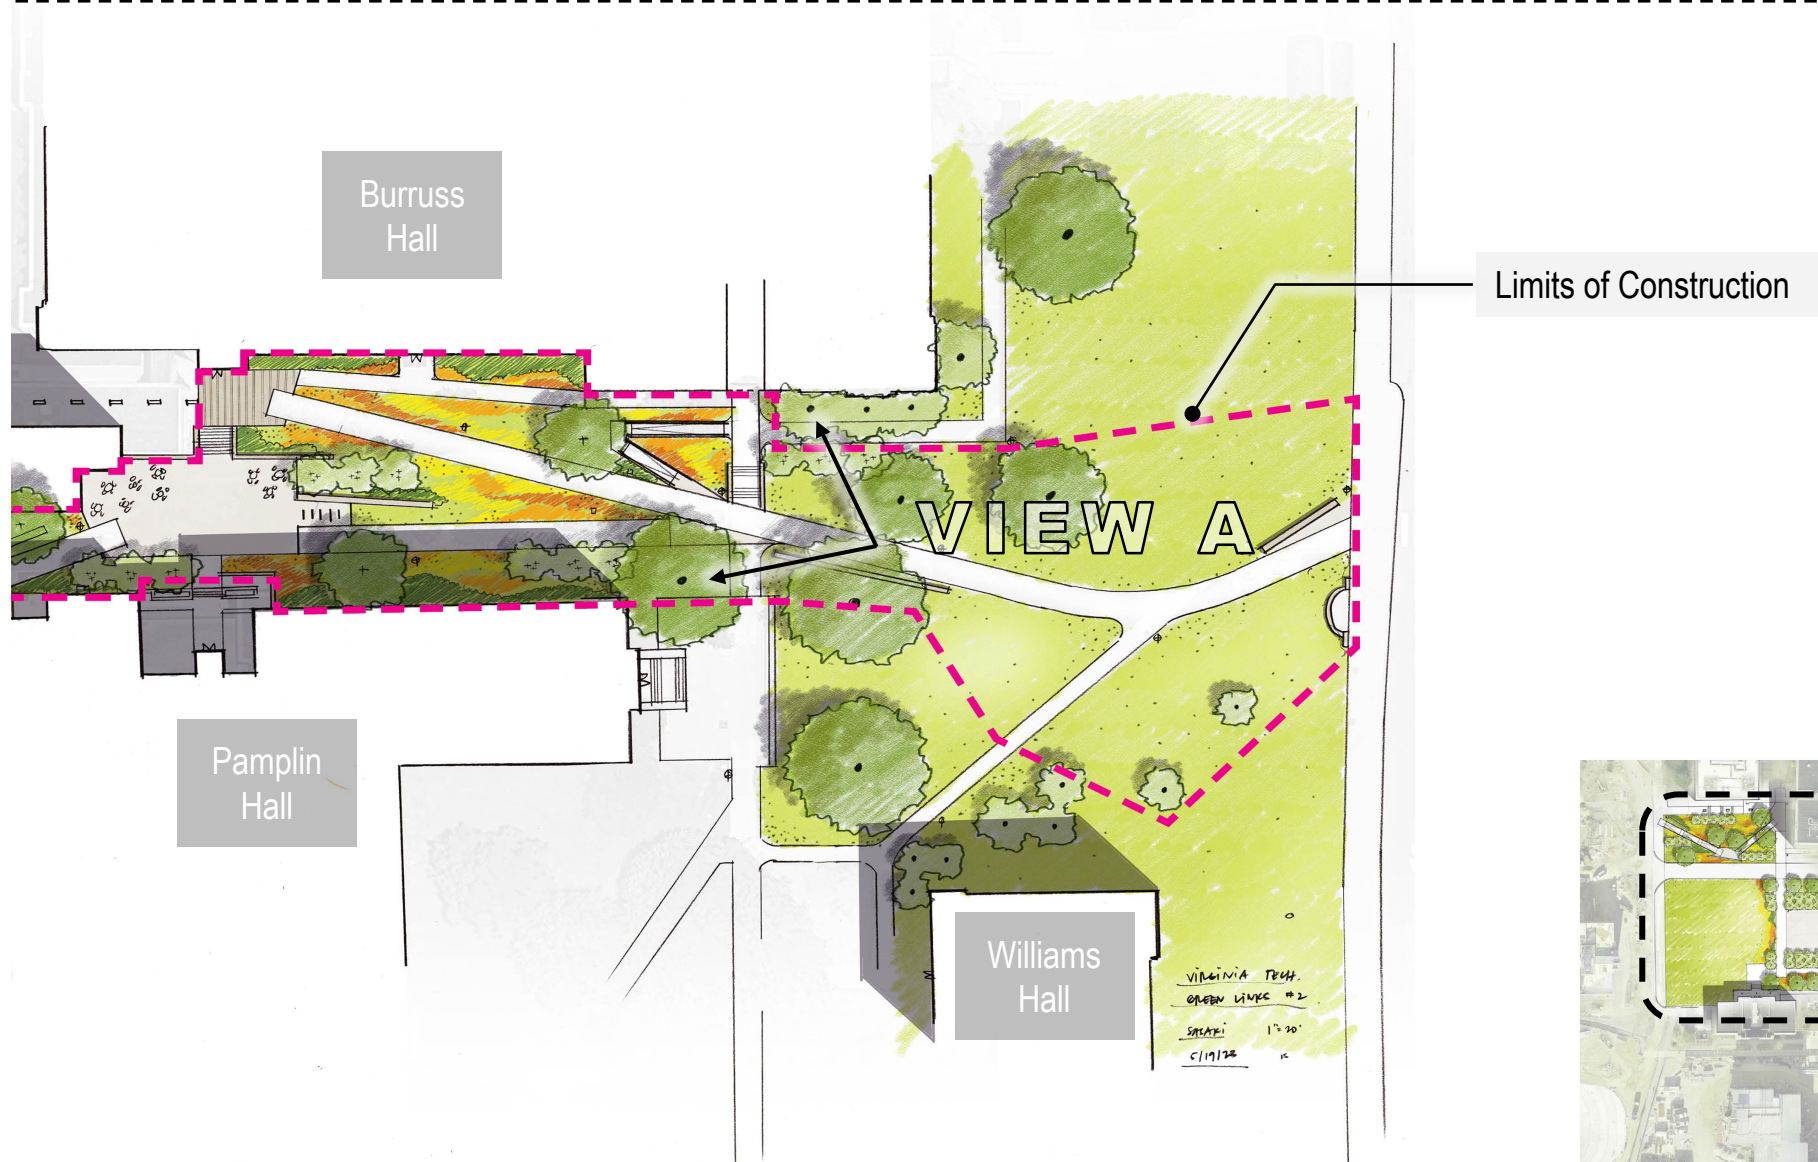 Burruss
Hall
Limits of Construction
VIEW A
Pamplin
Hall
Williams
Hall
VIRGINIA TECH.
GREEN LINKS #2
SASAKI 1"=20'
5/19/23